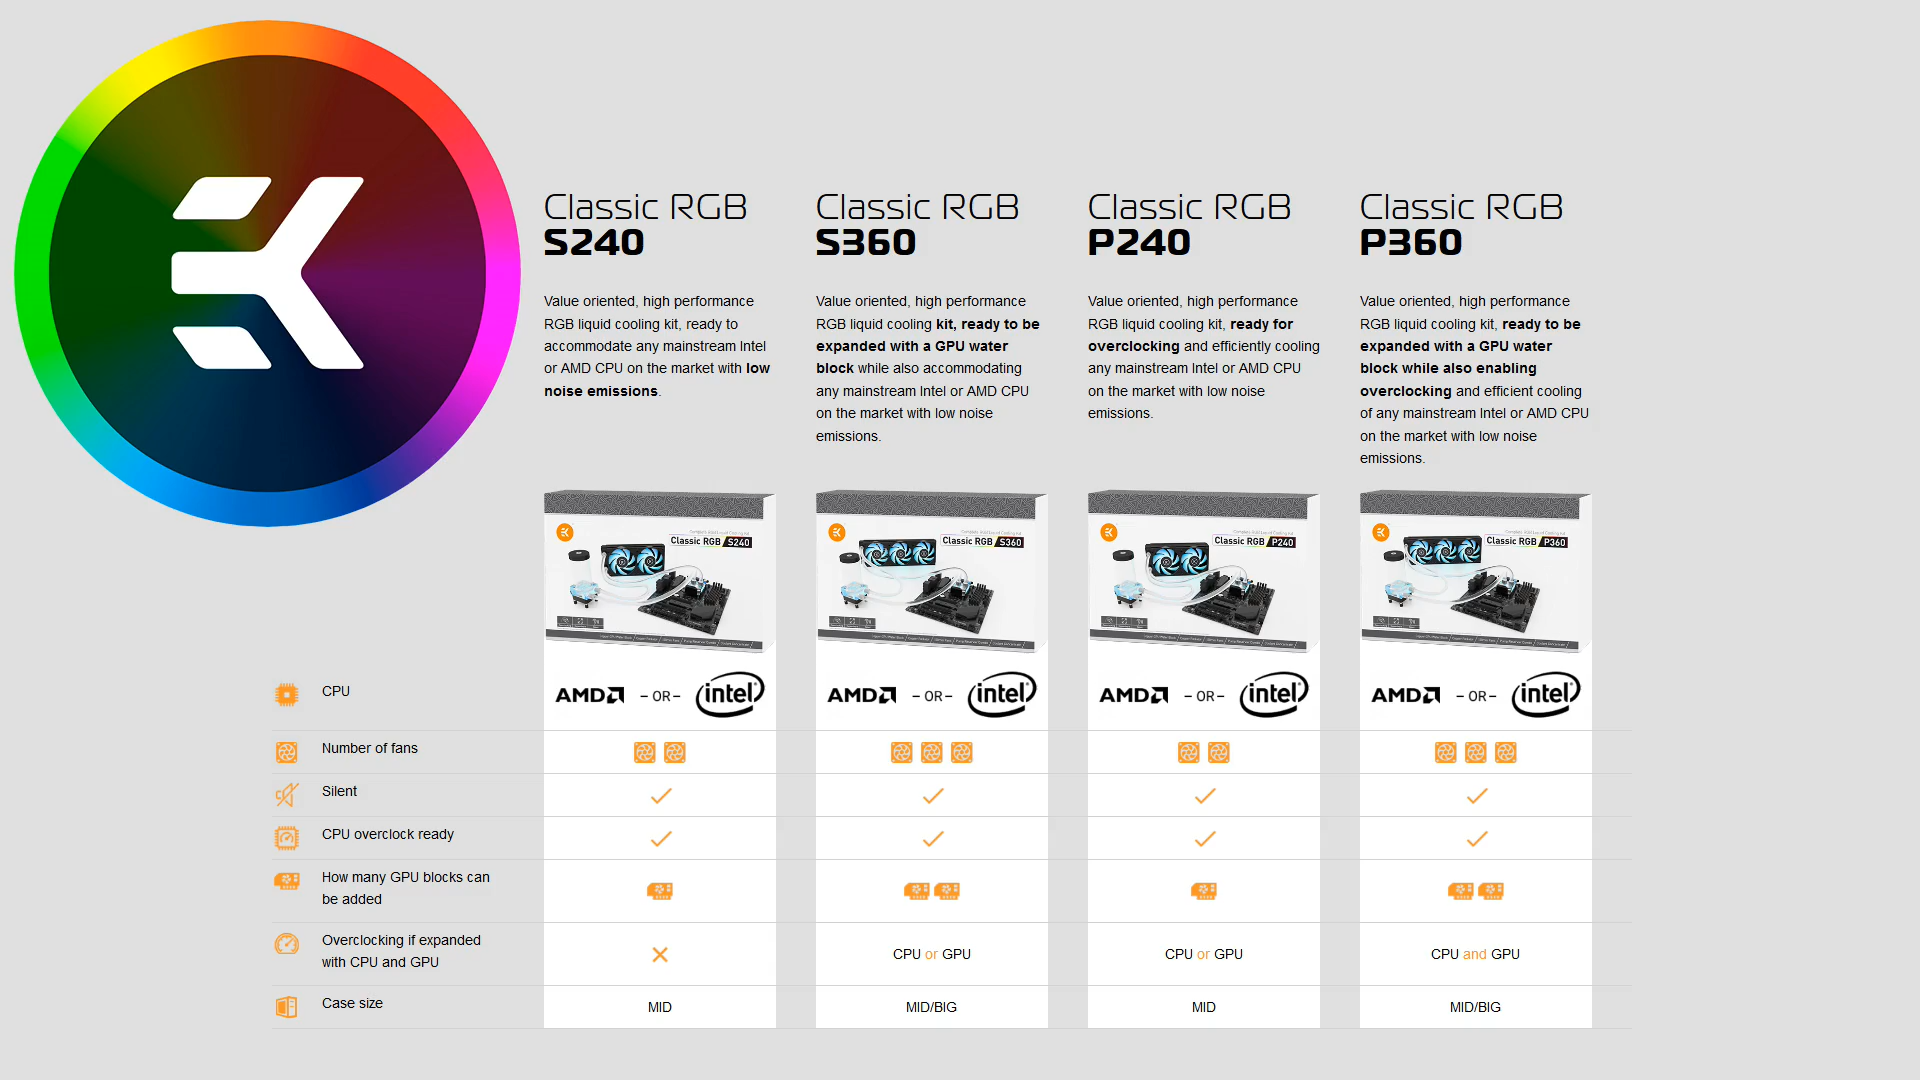 Classic RGB
S240
Value oriented, high performance
RGB liquid cooling kit, ready to
accommodate any mainstream Intel
or AMD CPU on the market with low
noise emissions.
Classic RGB
S360
Value oriented, high performance
RGB liquid cooling kit, ready to be
expanded with a GPU water
block while also accommodating
any mainstream Intel or AMD CPU
on the market with low noise
emissions.
Classic RGB
P240
Value oriented, high performance
RGB liquid cooling kit, ready for
overclocking and efficiently cooling
any mainstream Intel or AMD CPU
on the market with low noise
emissions.
Classic RGB
P360
Value oriented, high performance
RGB liquid cooling kit, ready to be
expanded with a GPU water
block while also enabling
overclocking and efficient cooling
of any mainstream Intel or AMD CPU
on the market with low noise
emissions.
Classic RGB S240
Classic RGB S360
Classic RGB P240
Classic RGB P360
CPU
AMD – OR – intel
AMD – OR – intel
AMD – OR – intel
AMD – OR – intel
Number of fans
Silent
CPU overclock ready
How many GPU blocks can
be added
Overclocking if expanded
with CPU and GPU
CPU or GPU
CPU or GPU
CPU and GPU
Case size
MID
MID/BIG
MID
MID/BIG